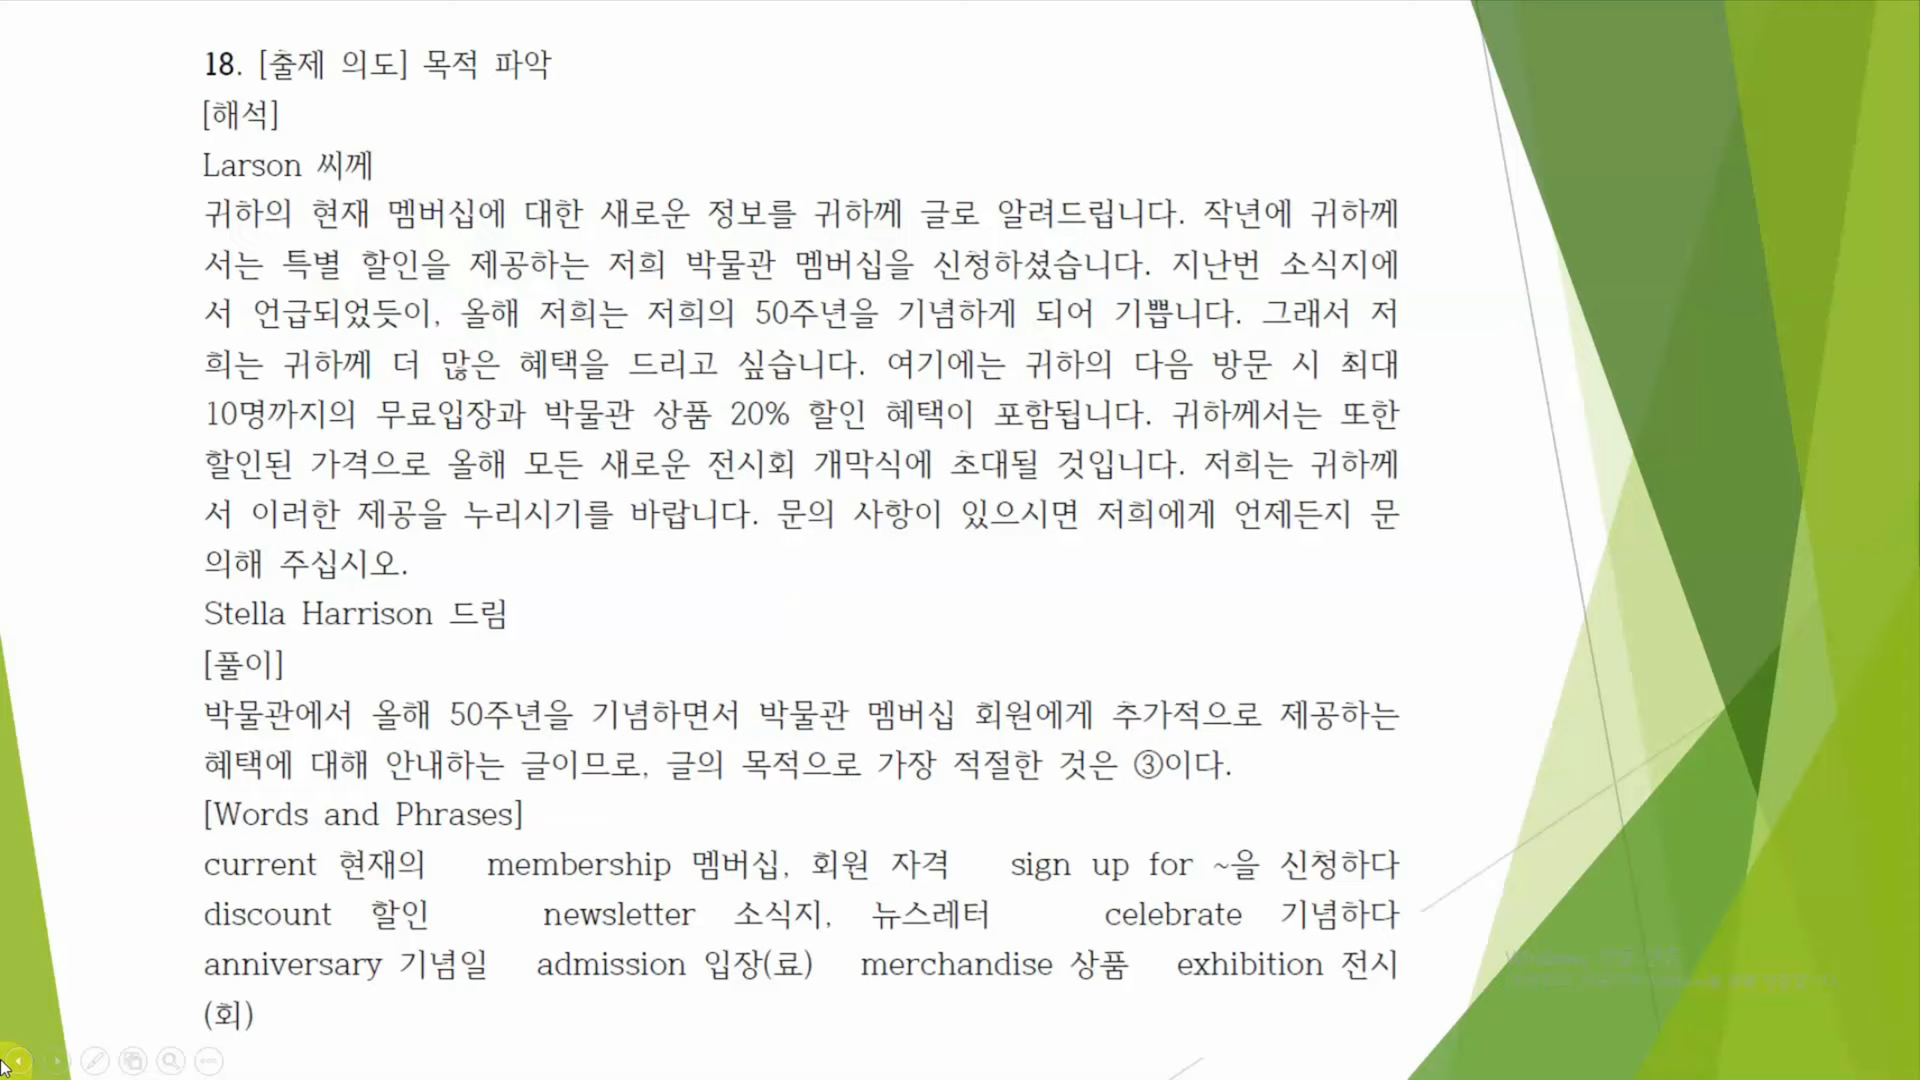 18. [출제 의도] 목적 파악
[해석]
Larson 씨께
귀하의 현재 멤버십에 대한 새로운 정보를 귀하께 글로 알려드립니다. 작년에 귀하께
서는 특별 할인을 제공하는 저희 박물관 멤버십을 신청하셨습니다. 지난번 소식지에
서 언급되었듯이, 올해 저희는 저희의 50주년을 기념하게 되어 기쁩니다. 그래서 저
희는 귀하께 더 많은 혜택을 드리고 싶습니다. 여기에는 귀하의 다음 방문 시 최대
10명까지의 무료입장과 박물관 상품 20% 할인 혜택이 포함됩니다. 귀하께서는 또한
할인된 가격으로 올해 모든 새로운 전시회 개막식에 초대될 것입니다. 저희는 귀하께
서 이러한 제공을 누리시기를 바랍니다. 문의 사항이 있으시면 저희에게 언제든지 문
의해 주십시오.
Stella Harrison 드림
[풀이]
박물관에서 올해 50주년을 기념하면서 박물관 멤버십 회원에게 추가적으로 제공하는
혜택에 대해 안내하는 글이므로, 글의 목적으로 가장 적절한 것은 ③이다.
[Words and Phrases]
current 현재의 membership 멤버십, 회원 자격 sign up for ~을 신청하다
discount 할인 newsletter 소식지, 뉴스레터 celebrate 기념하다
anniversary 기념일 admission 입장(료) merchandise 상품 exhibition 전시
(회)